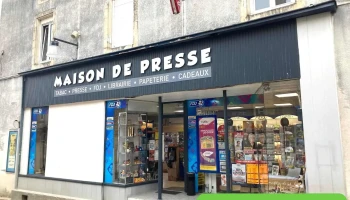 MAISON DE PRESSE
TABAC • PRESSE • FDJ • LIBRAIRIE • PAPETERIE • CADEAUX